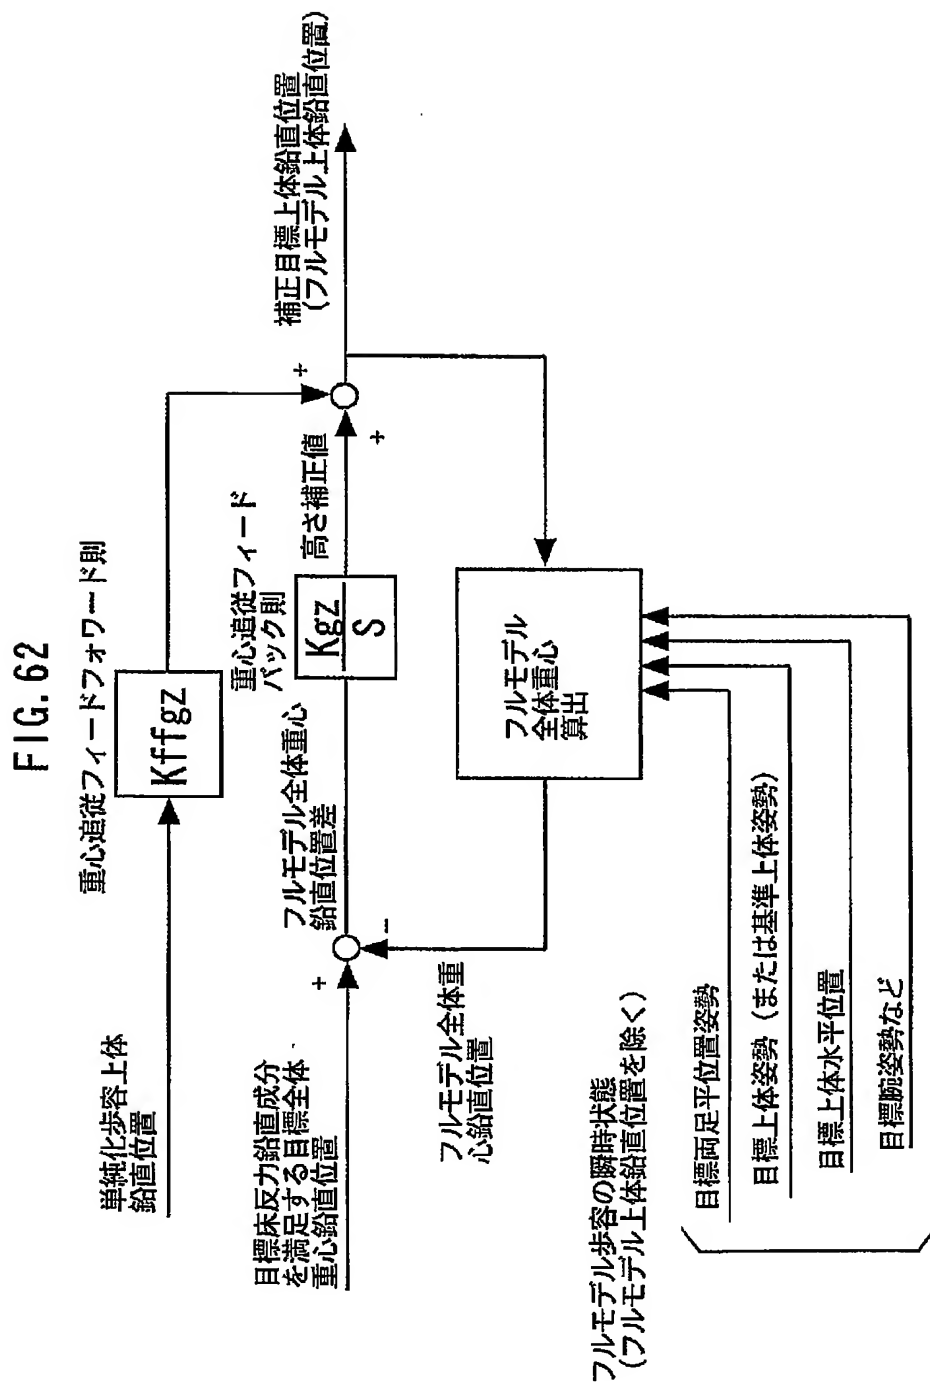 FIG.62
重心追従フィードフォワード則
Kffgz
単純化歩容上体
鉛直位置
重心追従フィード
バック則
Kgz
S
高さ補正値
補正目標上体鉛直位置
(フルモデル上体鉛直位置)
フルモデル全体重心
鉛直位置差
目標床反力鉛直成分
を満足する目標全体
重心鉛直位置
+
-
+
+
フルモデル全体重
心鉛直位置
フルモデル
全体重心
算出
フルモデル歩容の瞬時状態
(フルモデル上体鉛直位置を除く)
目標両足平位置姿勢
目標上体姿勢(または基準上体姿勢)
目標上体水平位置
目標腕姿勢など